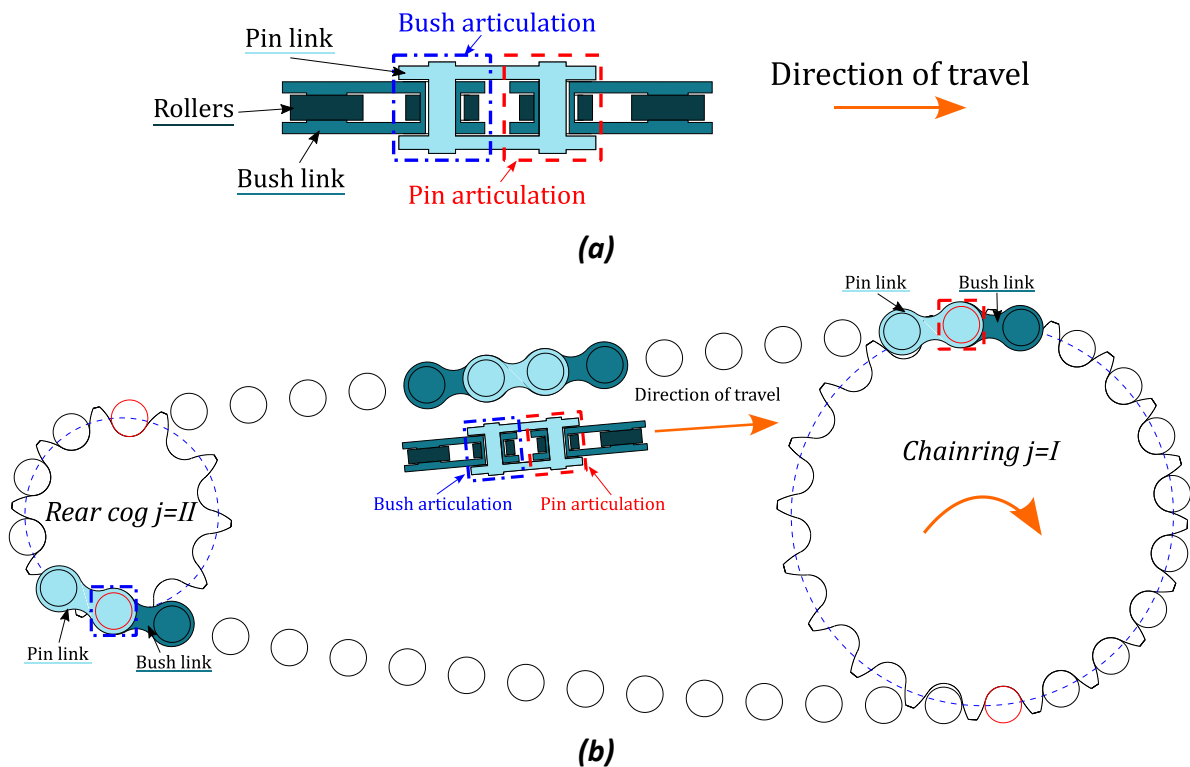 Bush articulation
Pin link
Direction of travel
Rollers
Bush link
Pin articulation
(a)
Pin link
Bush link
Direction of travel
Chainring j=I
Bush articulation
Pin articulation
Rear cog j=II
Pin link
Bush link
(b)